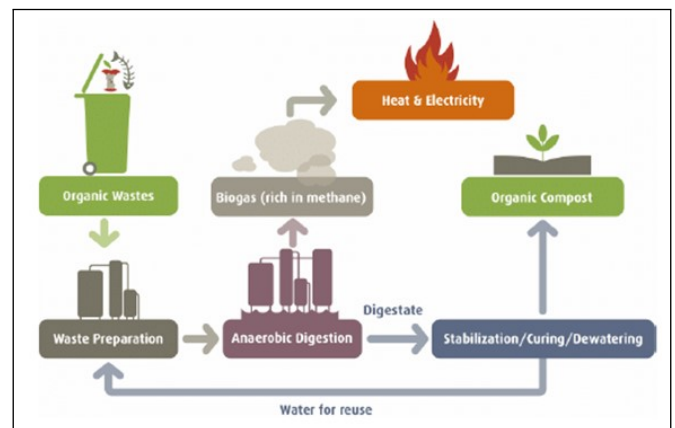 Heat & Electricity
Organic Wastes
Biogas (rich in methane)
Organic Compost
Digestate
Waste Preparation
Anaerobic Digestion
Stabilization/Curing/Dewatering
Water for reuse